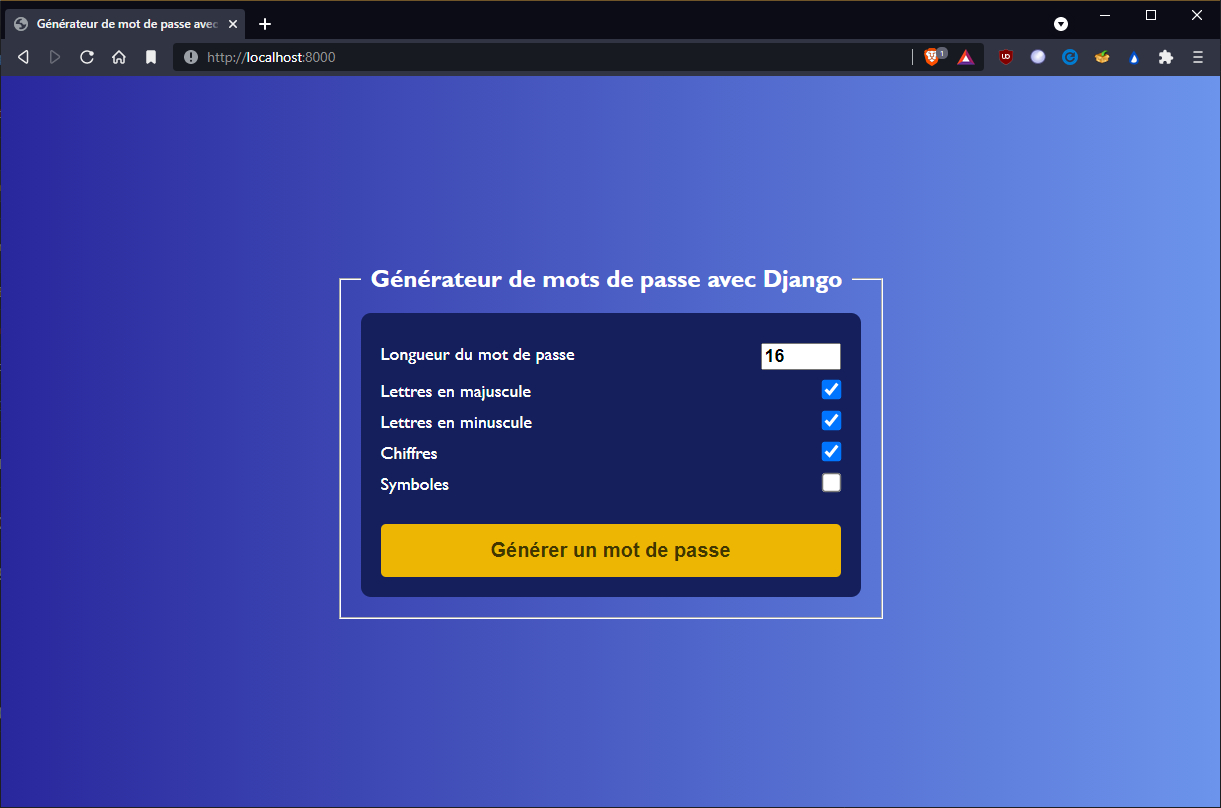 Générateur de mot de passe avec
http://localhost:8000
1
Générateur de mots de passe avec Django
Longueur du mot de passe
16
Lettres en majuscule
Lettres en minuscule
Chiffres
Symboles
Générer un mot de passe